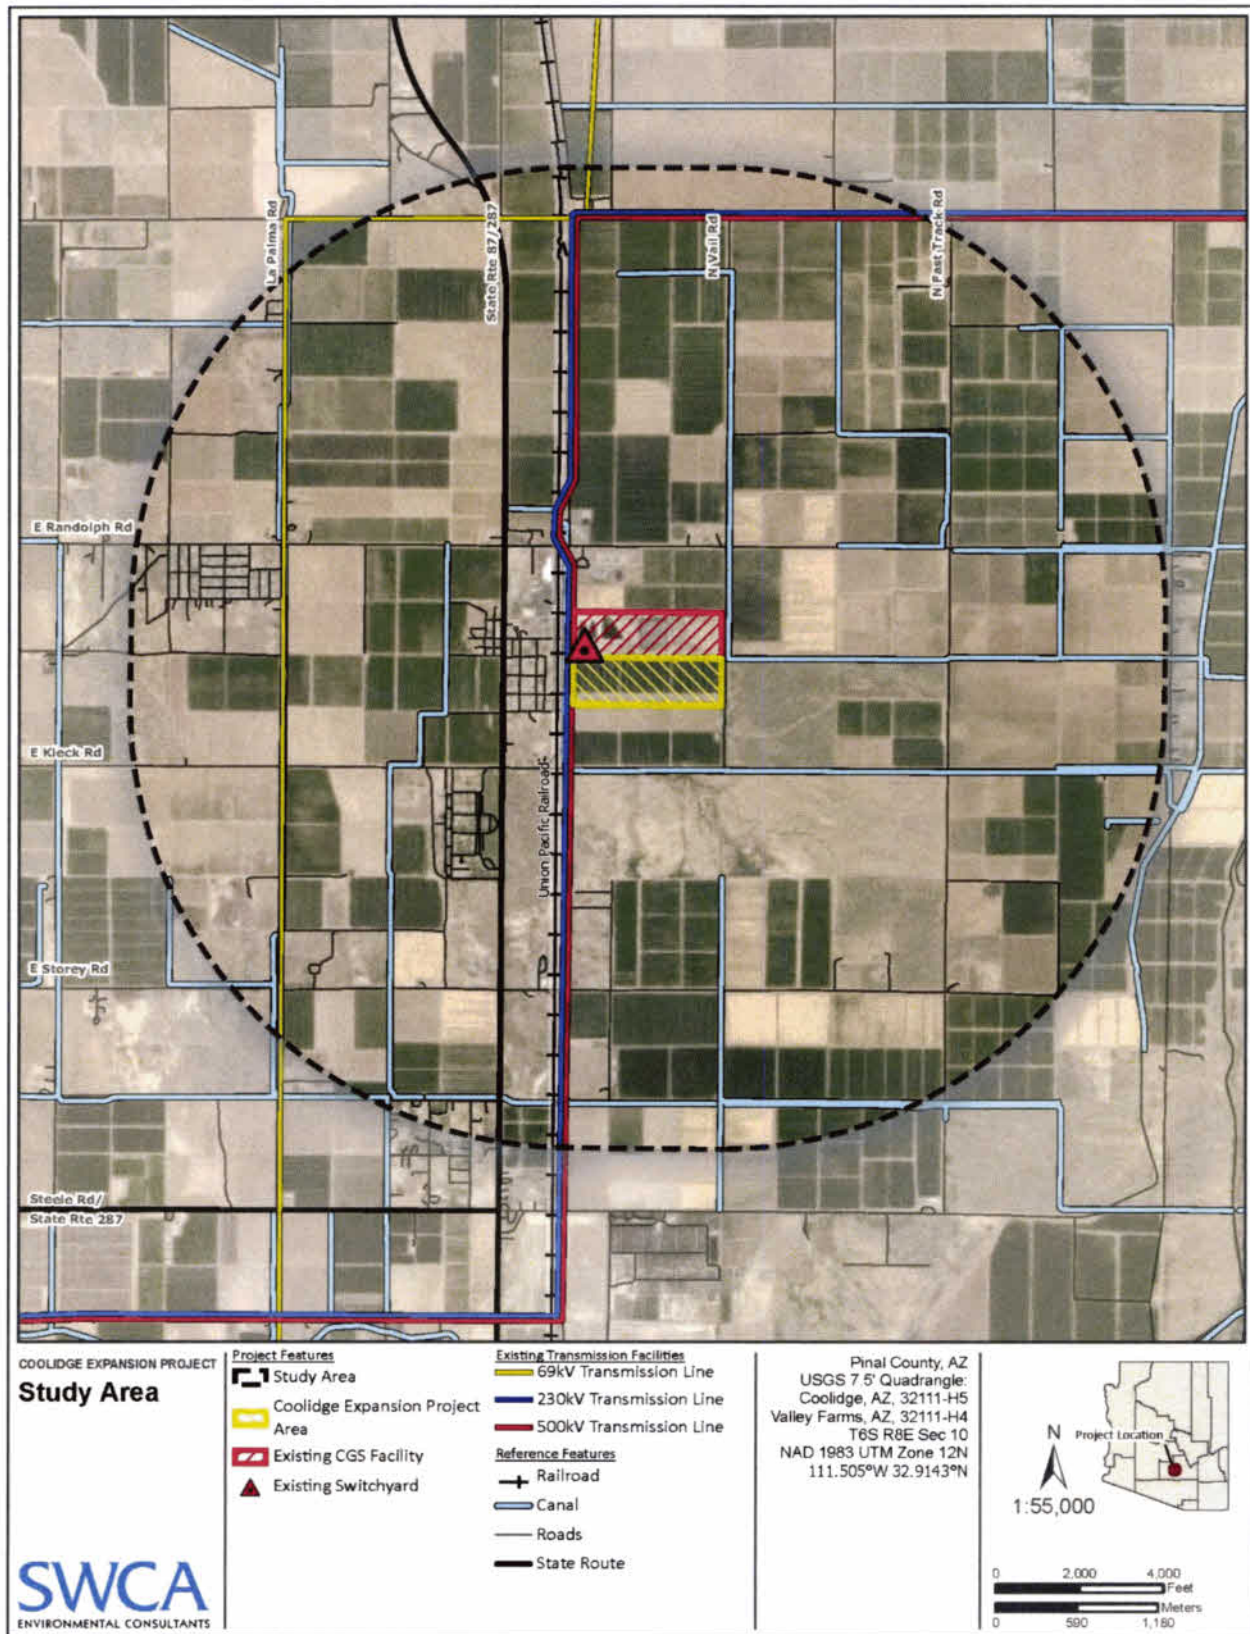 La Palma Rd
State Rte 87/287
N Vail Rd
N Fast Track Rd
E Randolph Rd
E Kleck Rd
Union Pacific Railroad
E Storey Rd
Steele Rd/
State Rte 287
COOLIDGE EXPANSION PROJECT
Study Area
SWCA
ENVIRONMENTAL CONSULTANTS
Project Features
Study Area
Coolidge Expansion Project
Area
Existing CGS Facility
Existing Switchyard
Existing Transmission Facilities
69kV Transmission Line
230kV Transmission Line
500kV Transmission Line
Reference Features
Railroad
Canal
Roads
State Route
Pinal County, AZ
USGS 7.5' Quadrangle:
Coolidge, AZ, 32111-H5
Valley Farms, AZ, 32111-H4
T6S R8E Sec 10
NAD 1983 UTM Zone 12N
111.505°W 32.9143°N
N
1:55,000
Project Location
0 2,000 4,000
Feet
Meters
0 590 1,180